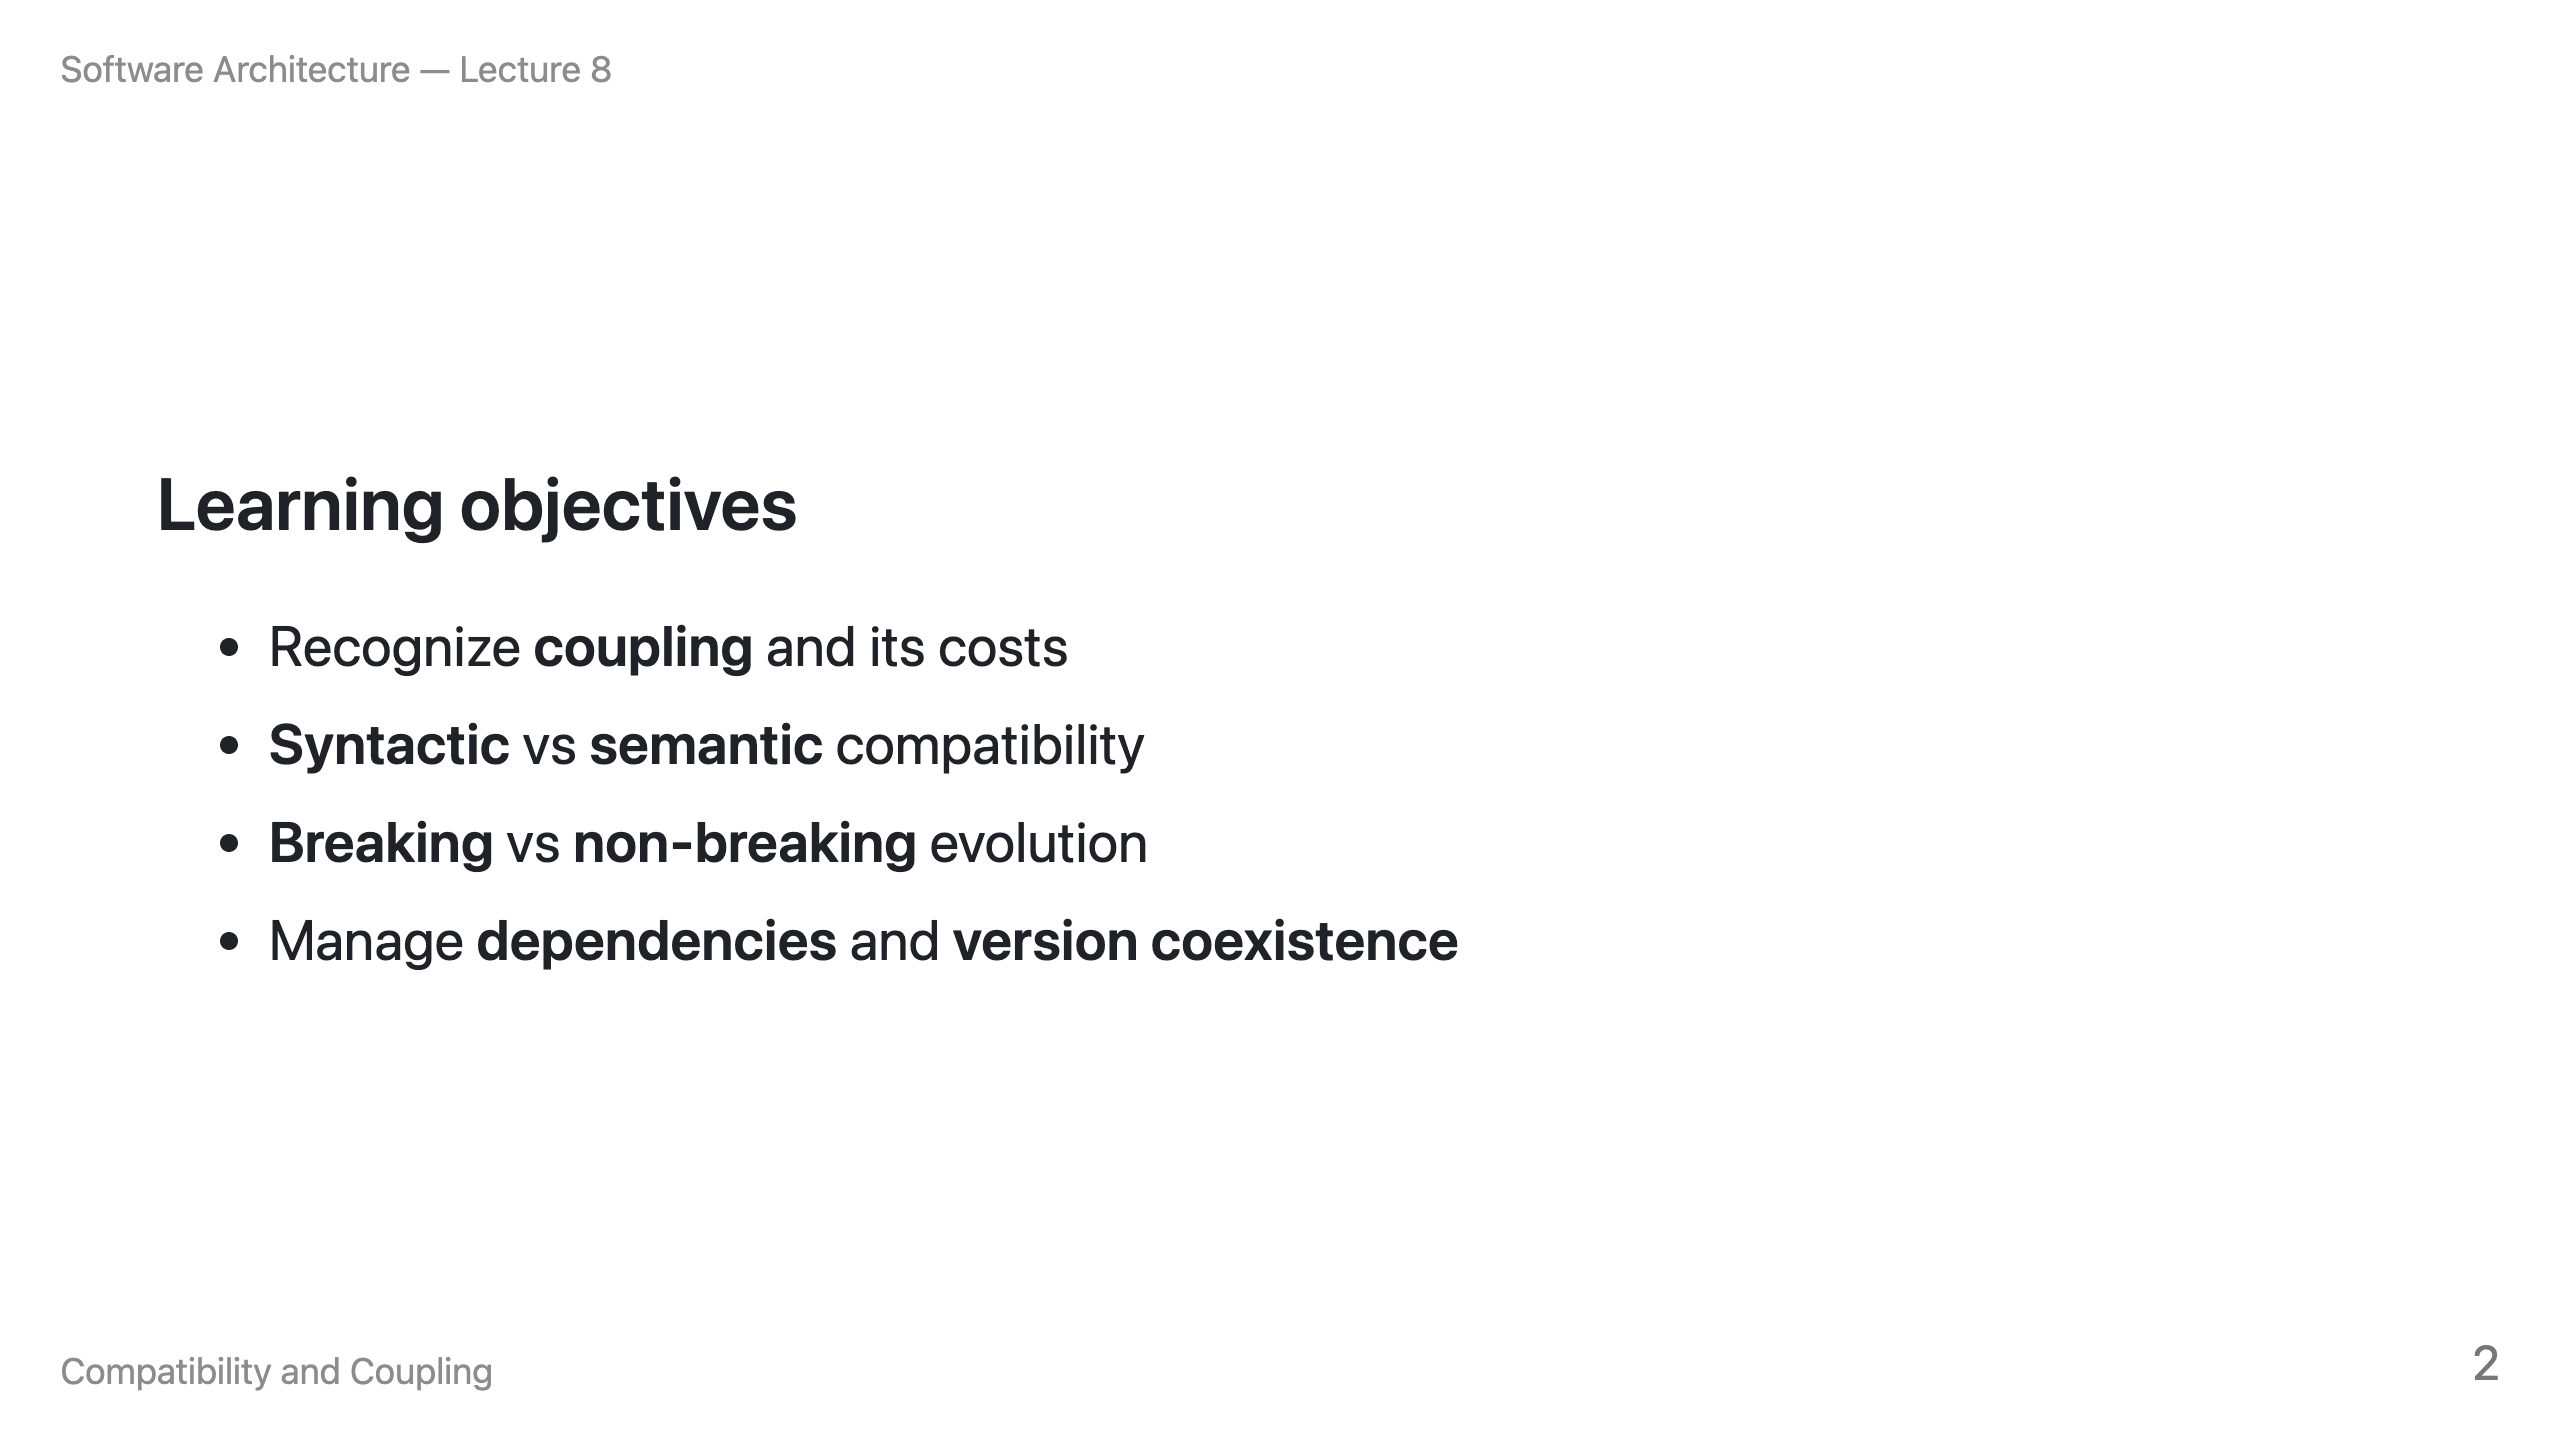 Software Architecture — Lecture 8
Learning objectives
• Recognize coupling and its costs
• Syntactic vs semantic compatibility
• Breaking vs non-breaking evolution
• Manage dependencies and version coexistence
Compatibility and Coupling
2